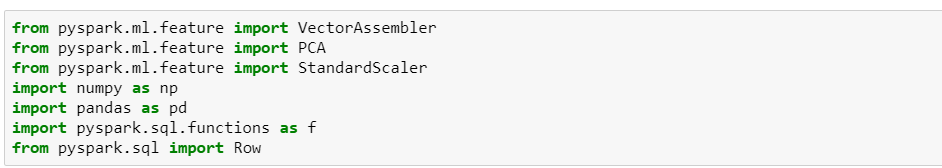 from pyspark.ml.feature import VectorAssembler
from pyspark.ml.feature import PCA
from pyspark.ml.feature import StandardScaler
import numpy as np
import pandas as pd
import pyspark.sql.functions as f
from pyspark.sql import Row